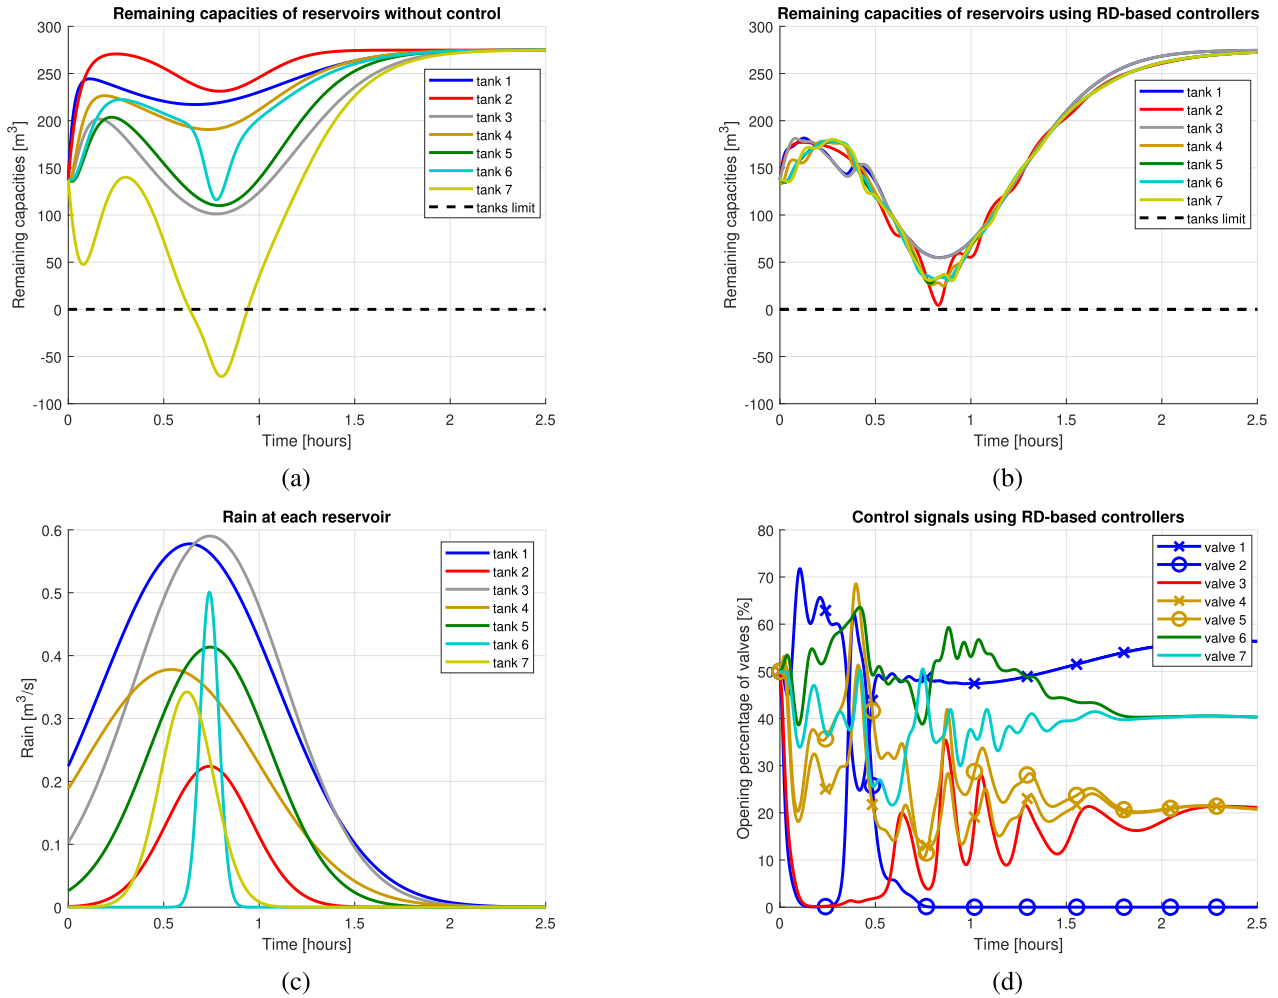 Remaining capacities of reservoirs without control
300
250
200
150
100
50
0
-50
-100
Remaining capacities [m³]
0 0.5 1 1.5 2 2.5
Time [hours]
tank 1
tank 2
tank 3
tank 4
tank 5
tank 6
tank 7
tanks limit
(a)
Remaining capacities of reservoirs using RD-based controllers
300
250
200
150
100
50
0
-50
-100
Remaining capacities [m³]
0 0.5 1 1.5 2 2.5
Time [hours]
tank 1
tank 2
tank 3
tank 4
tank 5
tank 6
tank 7
tanks limit
(b)
Rain at each reservoir
0.6
0.5
0.4
0.3
0.2
0.1
0
Rain [m³/s]
0 0.5 1 1.5 2 2.5
Time [hours]
tank 1
tank 2
tank 3
tank 4
tank 5
tank 6
tank 7
(c)
Control signals using RD-based controllers
80
70
60
50
40
30
20
10
0
Opening percentage of valves [%]
0 0.5 1 1.5 2 2.5
Time [hours]
valve 1
valve 2
valve 3
valve 4
valve 5
valve 6
valve 7
(d)